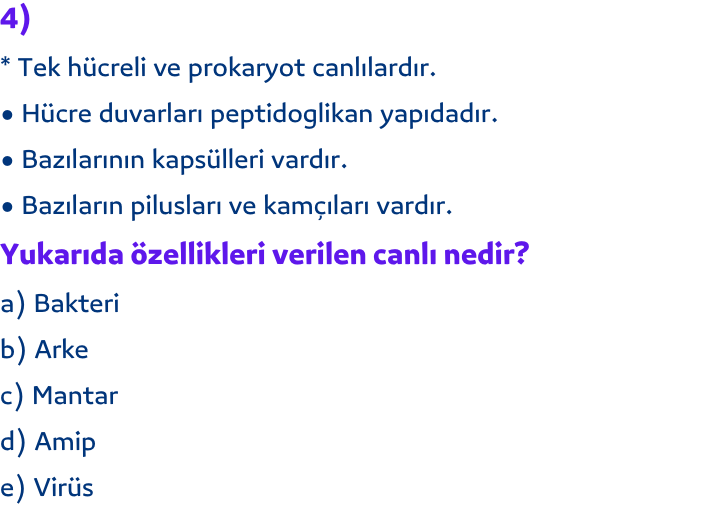 4)
* Tek hücreli ve prokaryot canlılardır.
• Hücre duvarları peptidoglikan yapıdadır.
• Bazılarının kapsülleri vardır.
• Bazıların pilusları ve kamçıları vardır.
Yukarıda özellikleri verilen canlı nedir?
a) Bakteri
b) Arke
c) Mantar
d) Amip
e) Virüs